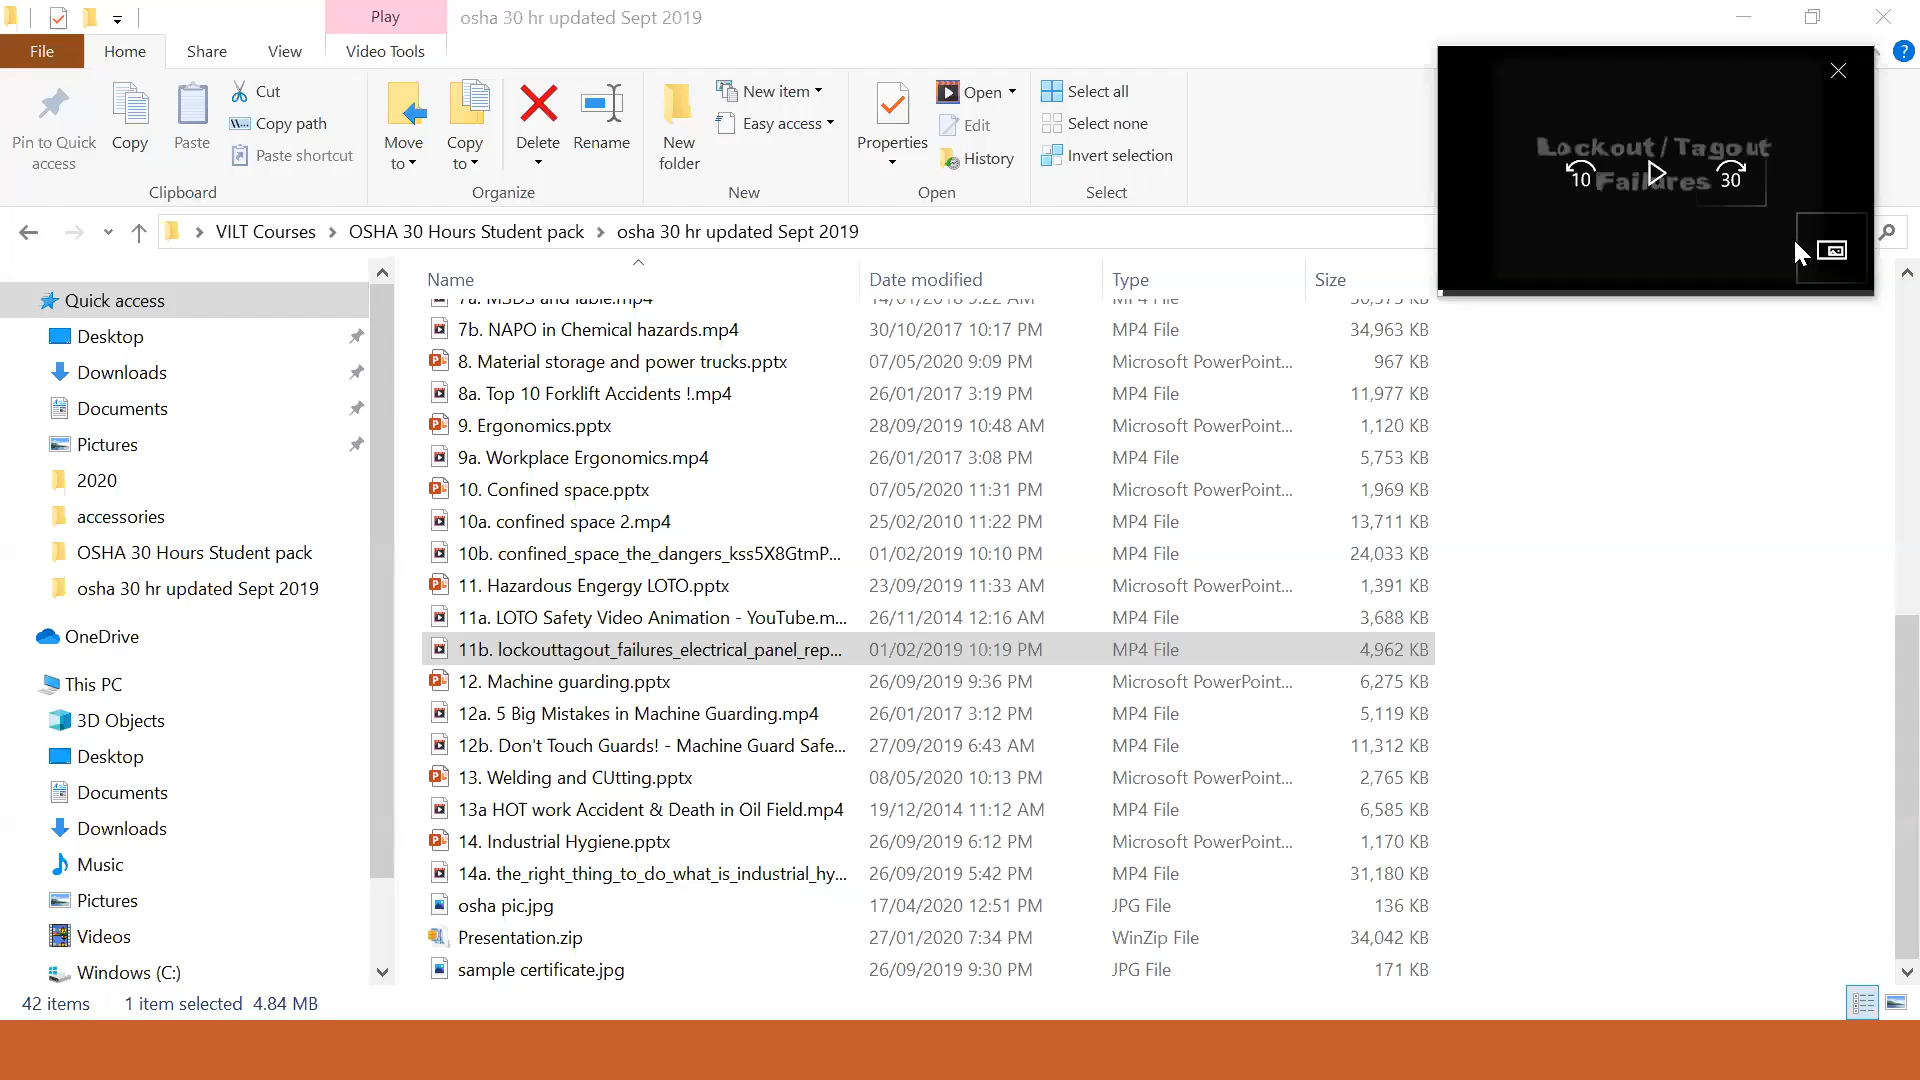 Play
osha 30 hr updated Sept 2019
File
Home
Share
View
Video Tools
Pin to Quick access
Copy
Paste
Cut
Copy path
Paste shortcut
Clipboard
Move to
Copy to
Delete
Rename
Organize
New folder
New item
Easy access
New
Properties
Open
Edit
History
Open
Select all
Select none
Invert selection
Select
Lockout / Tagout
Failures
10
30
VILT Courses > OSHA 30 Hours Student pack > osha 30 hr updated Sept 2019
Quick access
Desktop
Downloads
Documents
Pictures
2020
accessories
OSHA 30 Hours Student pack
osha 30 hr updated Sept 2019
OneDrive
This PC
3D Objects
Desktop
Documents
Downloads
Music
Pictures
Videos
Windows (C:)
Name Date modified Type Size
7a. MSDS and lable.mp4
7b. NAPO in Chemical hazards.mp4 30/10/2017 10:17 PM MP4 File 34,963 KB
8. Material storage and power trucks.pptx 07/05/2020 9:09 PM Microsoft PowerPoint... 967 KB
8a. Top 10 Forklift Accidents !.mp4 26/01/2017 3:19 PM MP4 File 11,977 KB
9. Ergonomics.pptx 28/09/2019 10:48 AM Microsoft PowerPoint... 1,120 KB
9a. Workplace Ergonomics.mp4 26/01/2017 3:08 PM MP4 File 5,753 KB
10. Confined space.pptx 07/05/2020 11:31 PM Microsoft PowerPoint... 1,969 KB
10a. confined space 2.mp4 25/02/2010 11:22 PM MP4 File 13,711 KB
10b. confined_space_the_dangers_kss5X8GtmP... 01/02/2019 10:10 PM MP4 File 24,033 KB
11. Hazardous Engergy LOTO.pptx 23/09/2019 11:33 AM Microsoft PowerPoint... 1,391 KB
11a. LOTO Safety Video Animation - YouTube.m... 26/11/2014 12:16 AM MP4 File 3,688 KB
11b. lockouttagout_failures_electrical_panel_rep... 01/02/2019 10:19 PM MP4 File 4,962 KB
12. Machine guarding.pptx 26/09/2019 9:36 PM Microsoft PowerPoint... 6,275 KB
12a. 5 Big Mistakes in Machine Guarding.mp4 26/01/2017 3:12 PM MP4 File 5,119 KB
12b. Don't Touch Guards! - Machine Guard Safe... 27/09/2019 6:43 AM MP4 File 11,312 KB
13. Welding and CUtting.pptx 08/05/2020 10:13 PM Microsoft PowerPoint... 2,765 KB
13a HOT work Accident & Death in Oil Field.mp4 19/12/2014 11:12 AM MP4 File 6,585 KB
14. Industrial Hygiene.pptx 26/09/2019 6:12 PM Microsoft PowerPoint... 1,170 KB
14a. the_right_thing_to_do_what_is_industrial_hy... 26/09/2019 5:42 PM MP4 File 31,180 KB
osha pic.jpg 17/04/2020 12:51 PM JPG File 136 KB
Presentation.zip 27/01/2020 7:34 PM WinZip File 34,042 KB
sample certificate.jpg 26/09/2019 9:30 PM JPG File 171 KB
42 items 1 item selected 4.84 MB